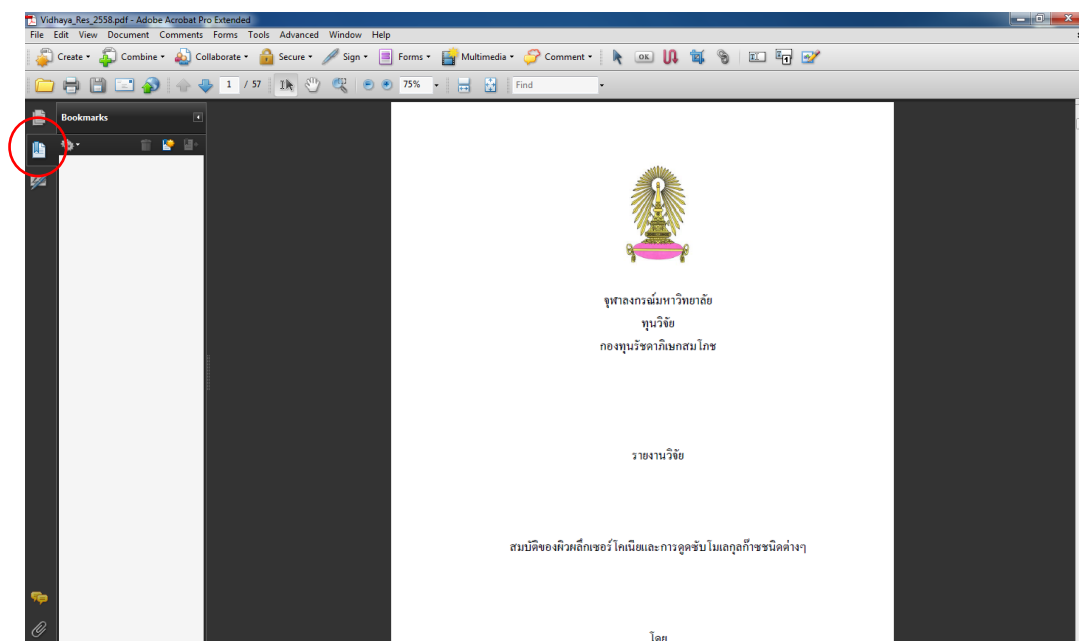 Vidhaya_Res_2558.pdf - Adobe Acrobat Pro Extended
File Edit View Document Comments Forms Tools Advanced Window Help
Create Combine Collaborate Secure Sign Forms Multimedia Comment OK
1 / 57 75% Find
Bookmarks
จุฬาลงกรณ์มหาวิทยาลัย
ทุนวิจัย
กองทุนรัชดาภิเษกสมโภช
รายงานวิจัย
สมบัติของผิวผลึกเซอร์โคเนียและการดูดซับโมเลกุลก๊าซชนิดต่างๆ
โดย